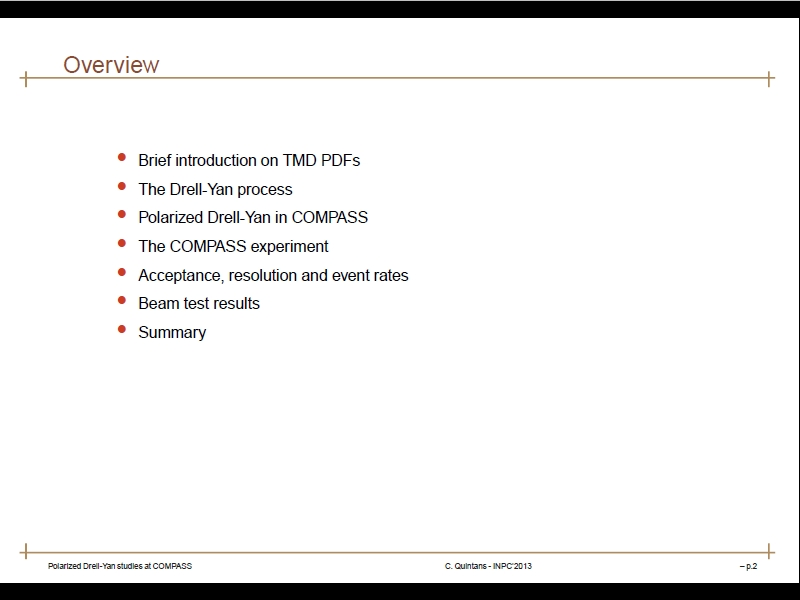 Overview
Brief introduction on TMD PDFs
The Drell-Yan process
Polarized Drell-Yan in COMPASS
The COMPASS experiment
Acceptance, resolution and event rates
Beam test results
Summary
Polarized Drell-Yan studies at COMPASS
C. Quintans - INPC'2013
– p.2